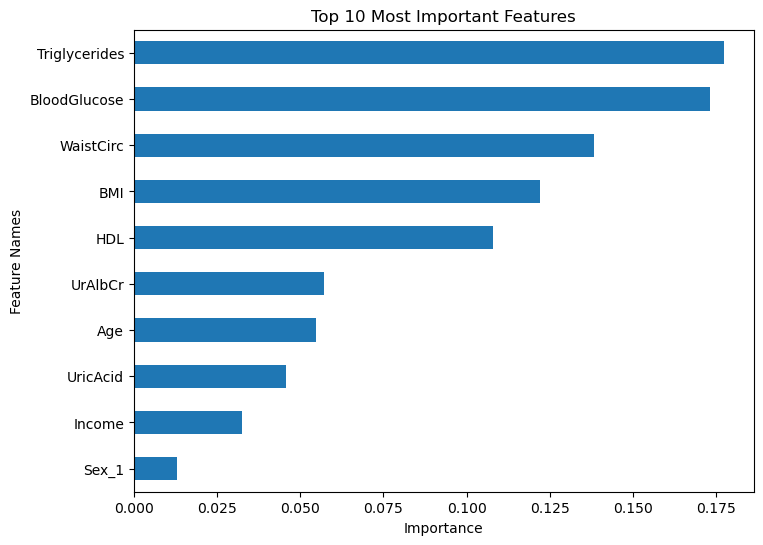 Top 10 Most Important Features
Triglycerides
BloodGlucose
WaistCirc
BMI
HDL
UrAlbCr
Age
UricAcid
Income
Sex_1
Feature Names
0.000 0.025 0.050 0.075 0.100 0.125 0.150 0.175
Importance